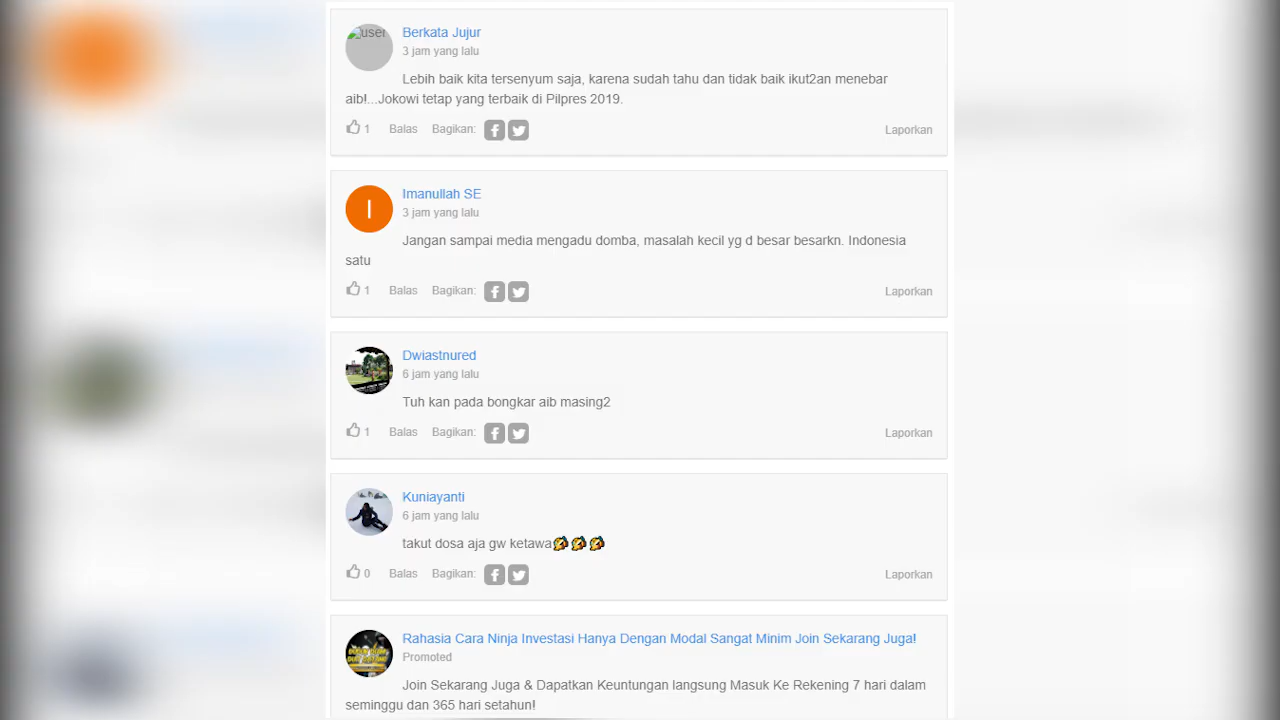 user
Berkata Jujur
3 jam yang lalu
Lebih baik kita tersenyum saja, karena sudah tahu dan tidak baik ikut2an menebar
aib!...Jokowi tetap yang terbaik di Pilpres 2019.
1 Balas Bagikan: Laporkan
I
Imanullah SE
3 jam yang lalu
Jangan sampai media mengadu domba, masalah kecil yg d besar besarkn. Indonesia
satu
1 Balas Bagikan: Laporkan
Dwiastnured
6 jam yang lalu
Tuh kan pada bongkar aib masing2
1 Balas Bagikan: Laporkan
Kuniayanti
6 jam yang lalu
takut dosa aja gw ketawa🤣🤣🤣
0 Balas Bagikan: Laporkan
Rahasia Cara Ninja Investasi Hanya Dengan Modal Sangat Minim Join Sekarang Juga!
Promoted
Join Sekarang Juga & Dapatkan Keuntungan langsung Masuk Ke Rekening 7 hari dalam
seminggu dan 365 hari setahun!